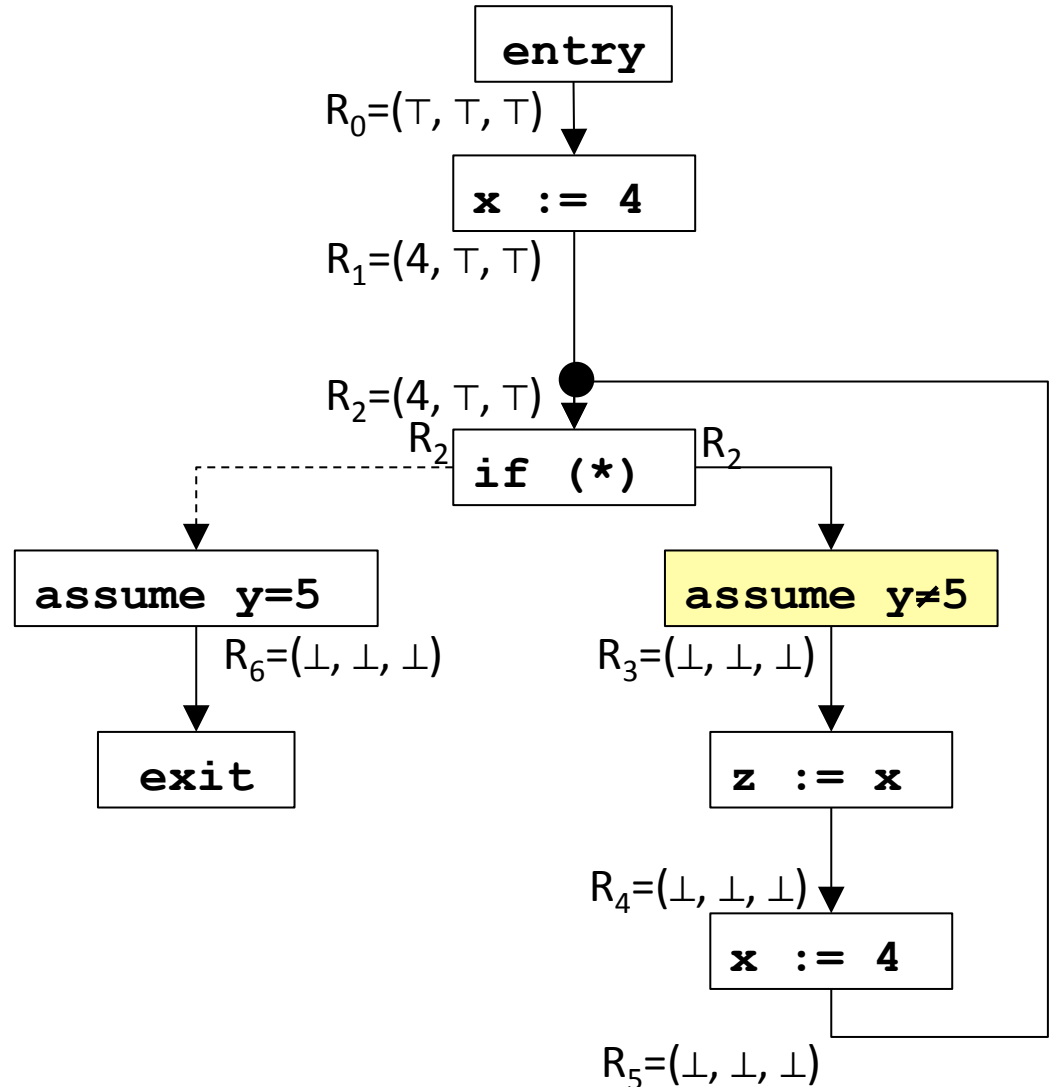 entry
R₀=(⊤, ⊤, ⊤)
x := 4
R₁=(4, ⊤, ⊤)
R₂=(4, ⊤, ⊤)
R₂ if (*) R₂
assume y=5 assume y≠5
R₆=(⊥, ⊥, ⊥) R₃=(⊥, ⊥, ⊥)
exit z := x
R₄=(⊥, ⊥, ⊥)
x := 4
R₅=(⊥, ⊥, ⊥)